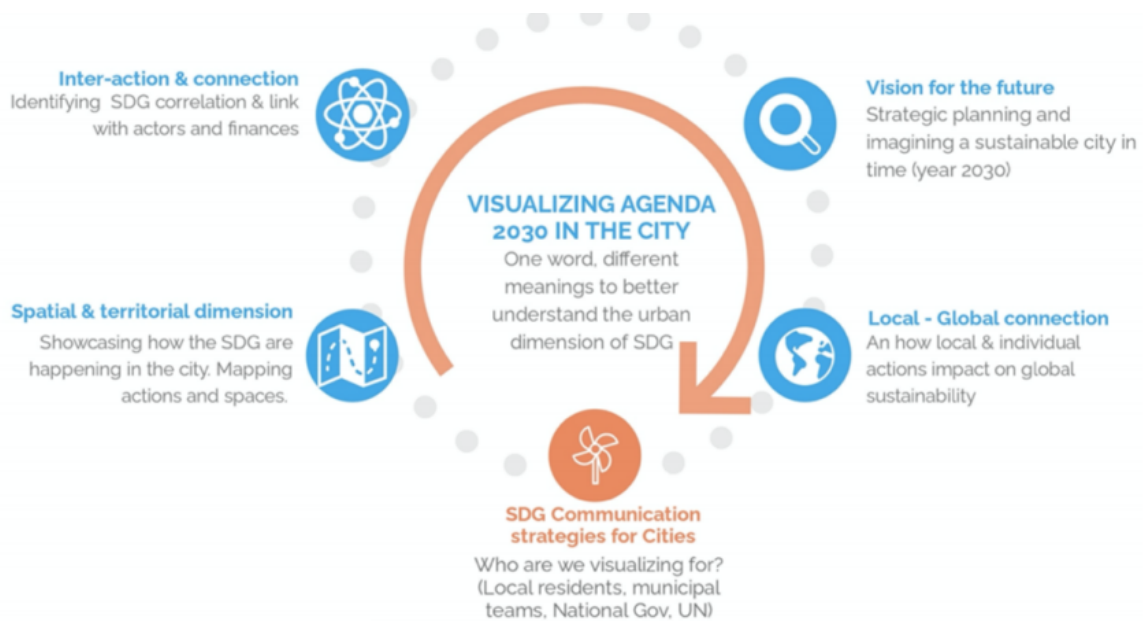 Inter-action & connection
Identifying SDG correlation & link
with actors and finances
Vision for the future
Strategic planning and
imagining a sustainable city in
time (year 2030)
VISUALIZING AGENDA
2030 IN THE CITY
One word, different
meanings to better
understand the urban
dimension of SDG
Spatial & territorial dimension
Showcasing how the SDG are
happening in the city. Mapping
actions and spaces.
Local - Global connection
An how local & individual
actions impact on global
sustainability
SDG Communication
strategies for Cities
Who are we visualizing for?
(Local residents, municipal
teams, National Gov, UN)